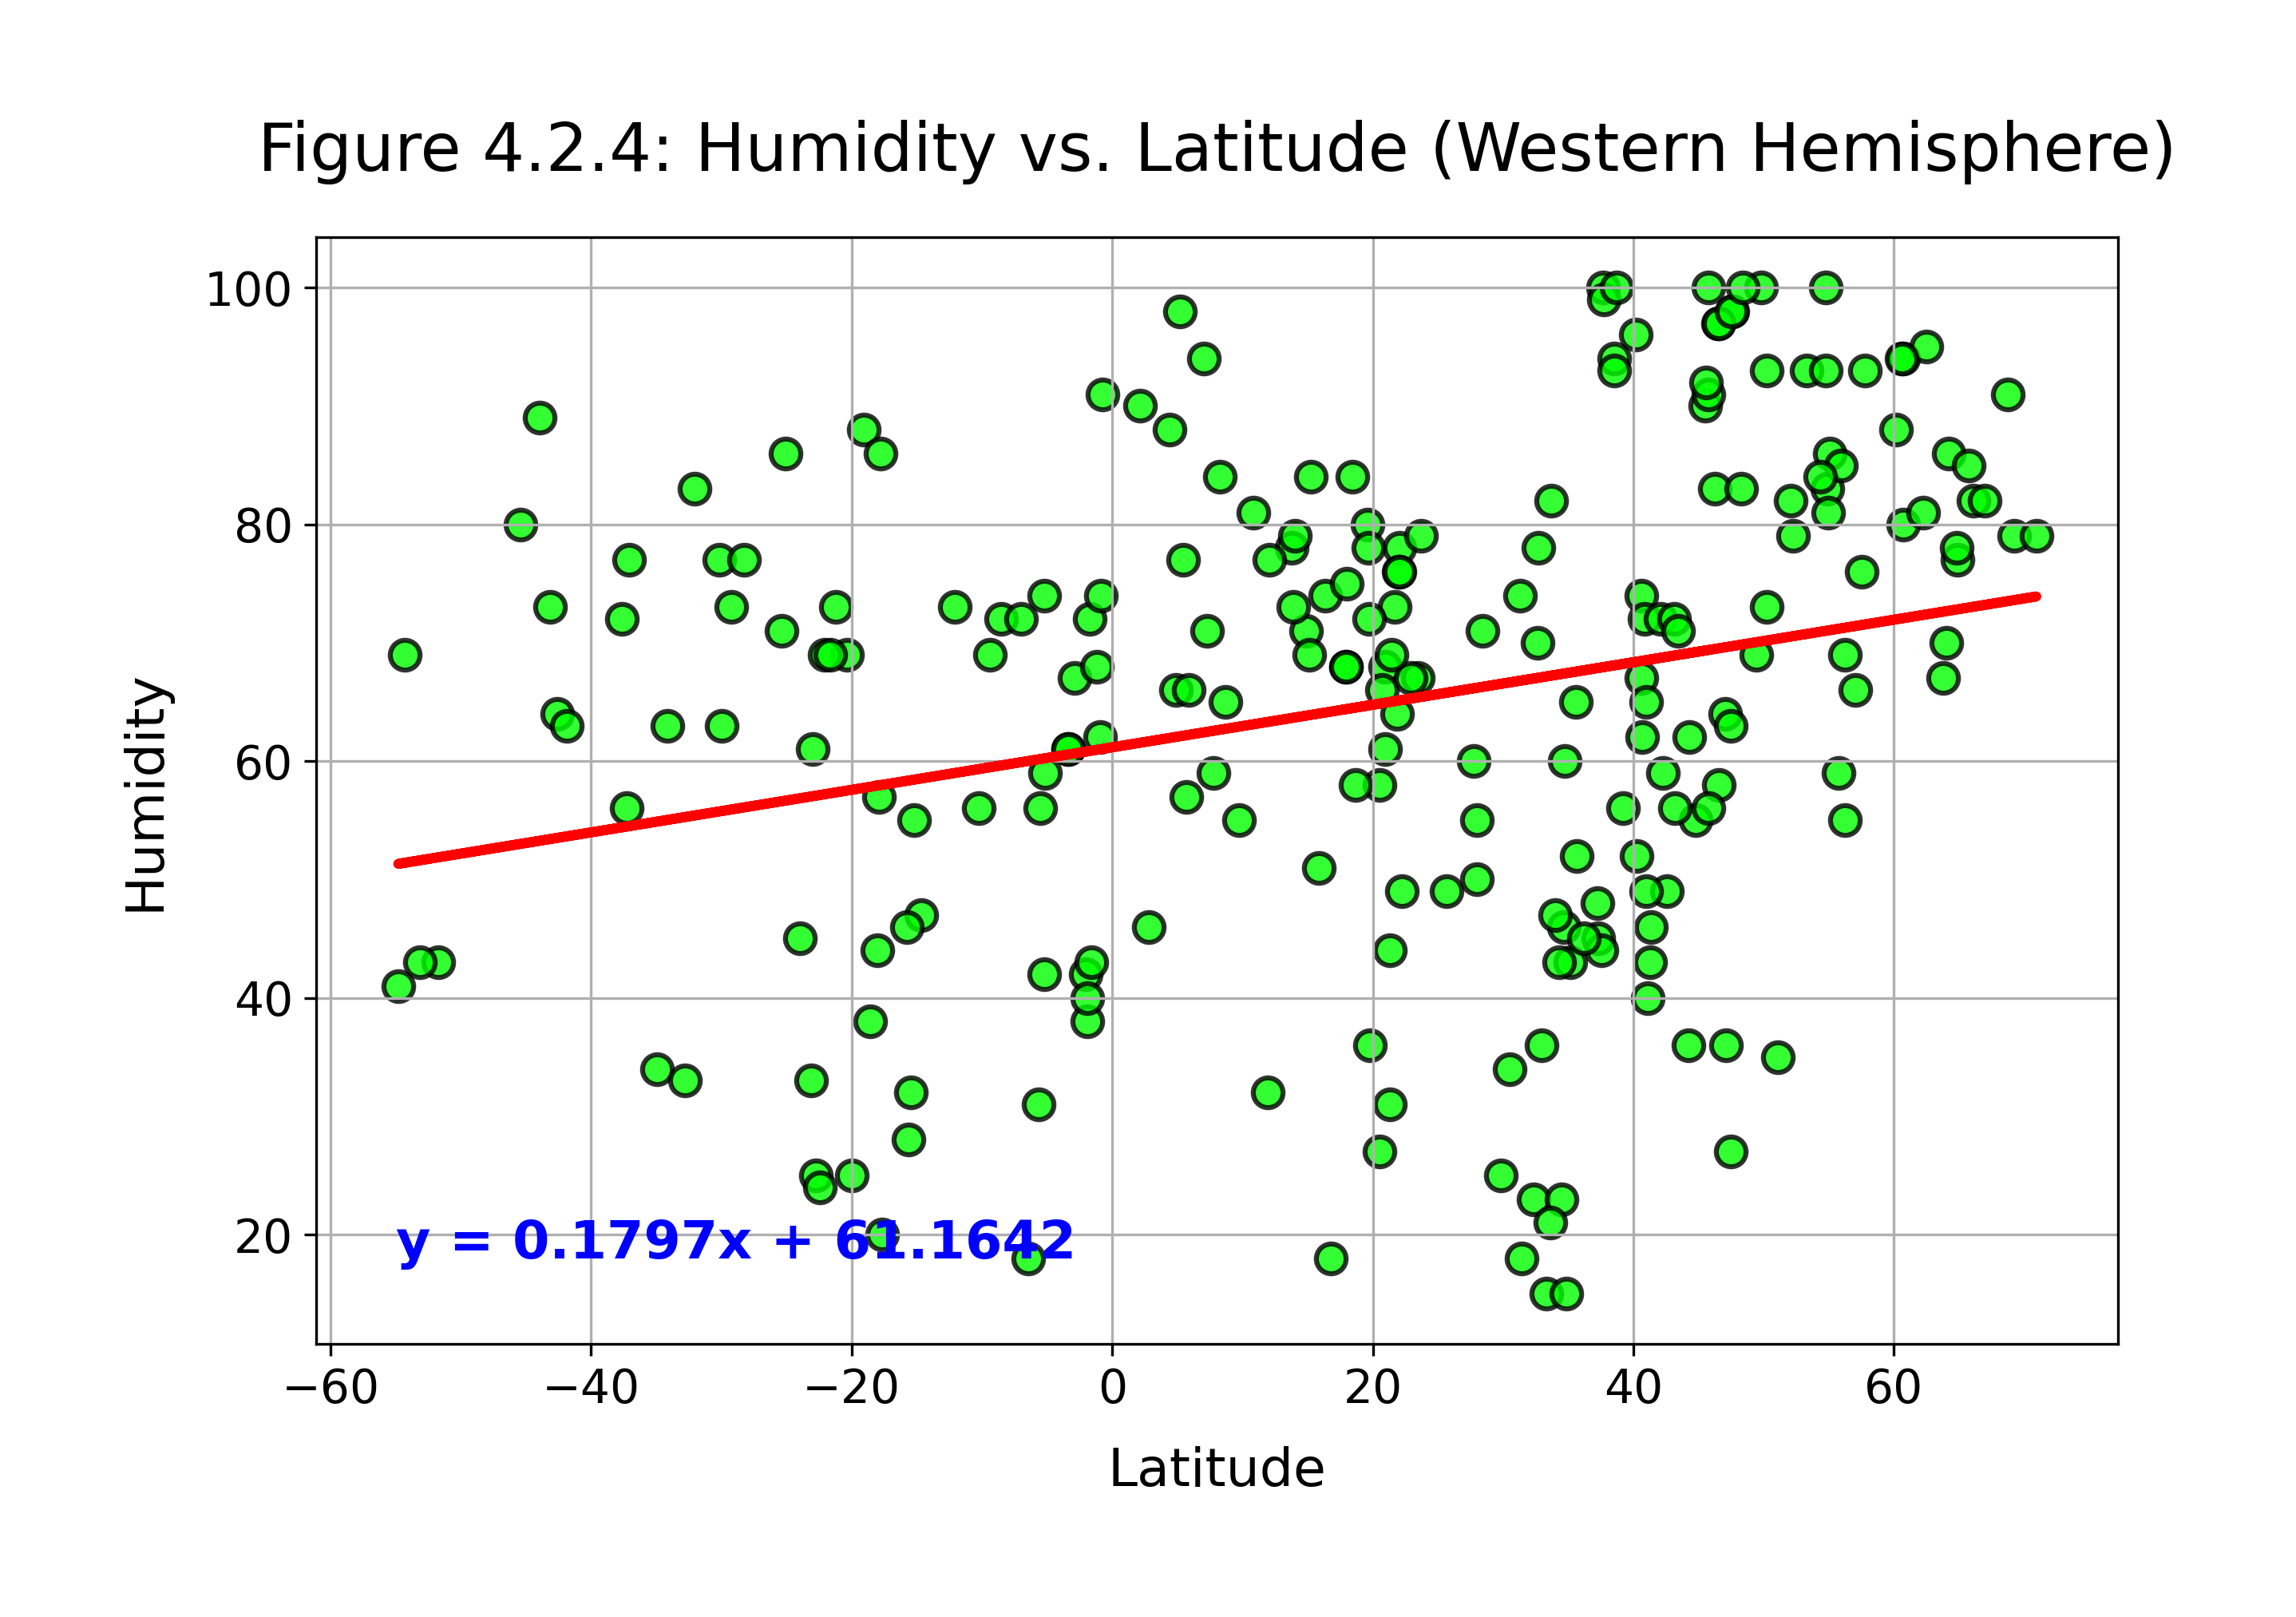 Figure 4.2.4: Humidity vs. Latitude (Western Hemisphere)
100
80
60
40
20
Humidity
y = 0.1797x + 61.1642
−60 −40 −20 0 20 40 60
Latitude